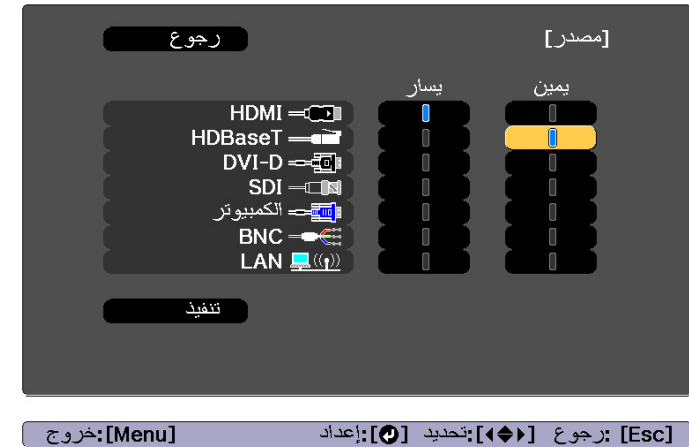 [مصدر] رجوع
يمين يسار
HDMI
HDBaseT
DVI-D
SDI
الكمبيوتر
BNC
LAN
تنفيذ
[Esc] :رجوع [◆]:تحديد [↵]:إعداد [Menu]:خروج